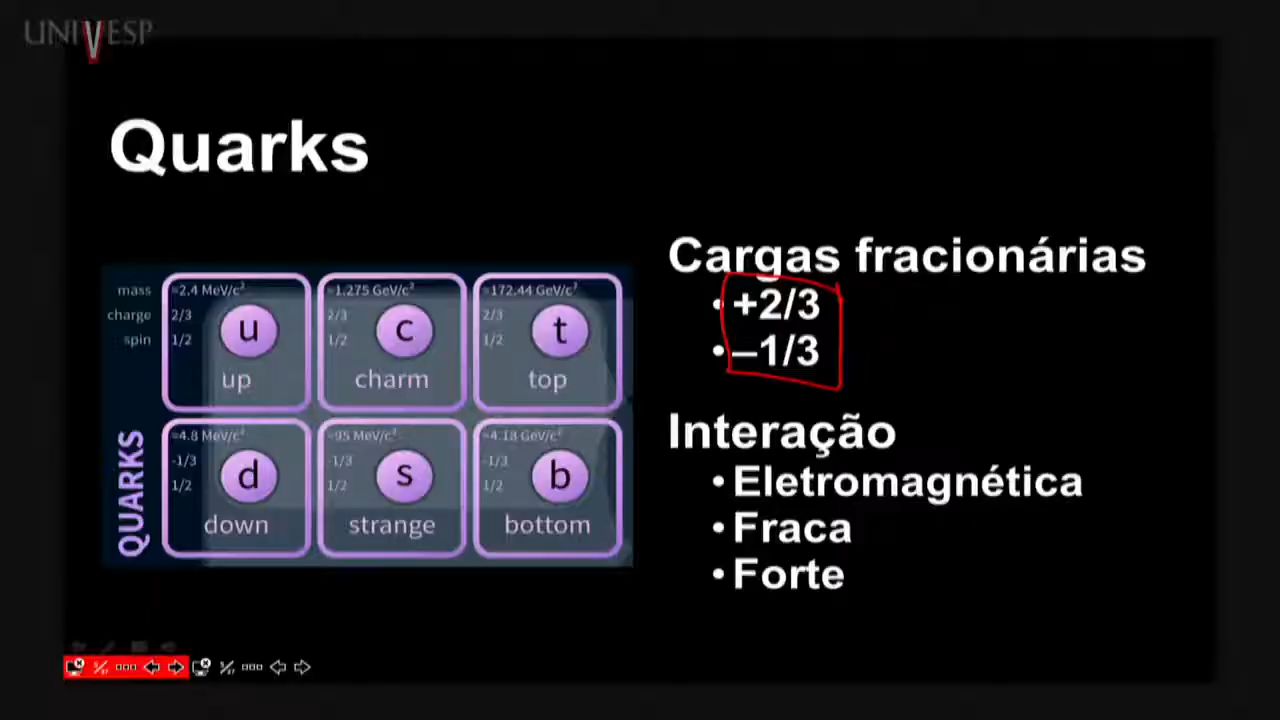 UNIVESP
Quarks
mass
charge
spin
≈2.4 MeV/c²
2/3
1/2
u
up
≈1.275 GeV/c²
2/3
1/2
c
charm
≈172.44 GeV/c²
2/3
1/2
t
top
QUARKS
≈4.8 MeV/c²
-1/3
1/2
d
down
≈95 MeV/c²
-1/3
1/2
s
strange
≈4.18 GeV/c²
-1/3
1/2
b
bottom
Cargas fracionárias
•+2/3
•–1/3
Interação
•Eletromagnética
•Fraca
•Forte